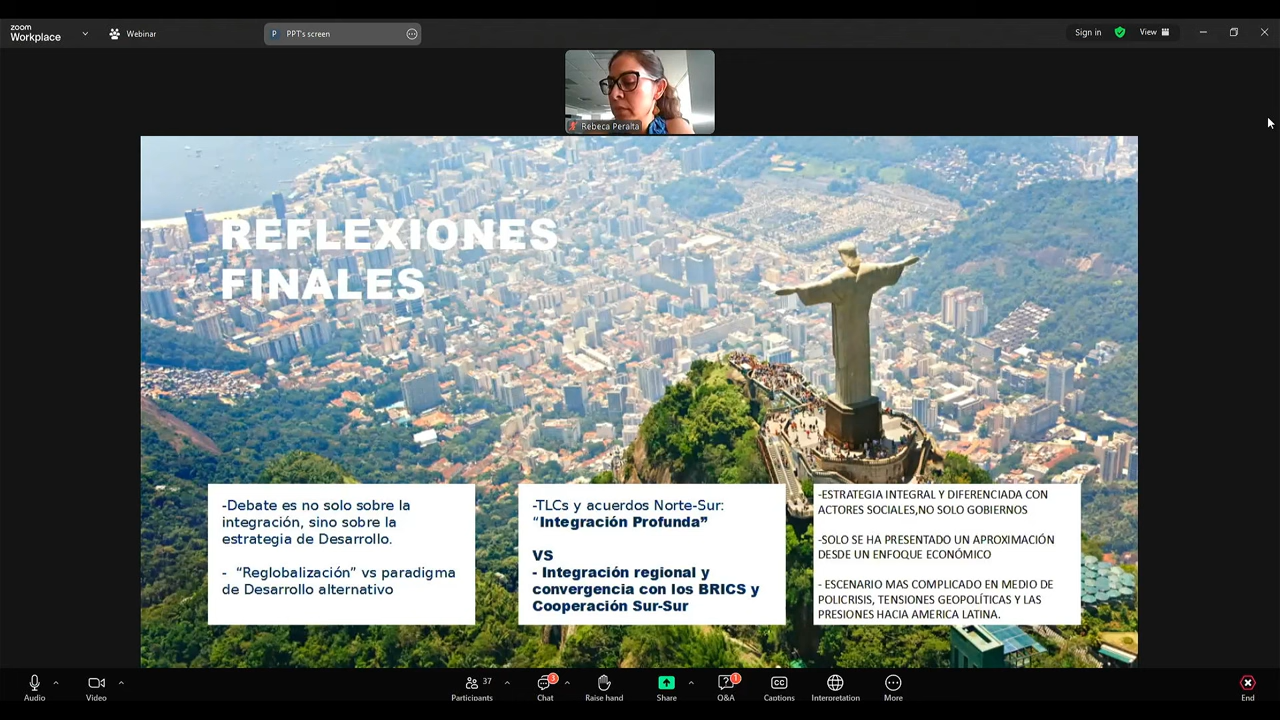 zoom
Workplace
Webinar
P PPT's screen
Sign in
View
Rebeca Peralta
REFLEXIONES
FINALES
-Debate es no solo sobre la
integración, sino sobre la
estrategia de Desarrollo.
- “Reglobalización” vs paradigma
de Desarrollo alternativo
-TLCs y acuerdos Norte-Sur:
“Integración Profunda”
VS
- Integración regional y
convergencia con los BRICS y
Cooperación Sur-Sur
-ESTRATEGIA INTEGRAL Y DIFERENCIADA CON
ACTORES SOCIALES,NO SOLO GOBIERNOS
-SOLO SE HA PRESENTADO UN APROXIMACIÓN
DESDE UN ENFOQUE ECONÓMICO
- ESCENARIO MAS COMPLICADO EN MEDIO DE
POLICRISIS, TENSIONES GEOPOLÍTICAS Y LAS
PRESIONES HACIA AMERICA LATINA.
Audio
Video
37
Participants
3
Chat
Raise hand
Share
1
Q&A
CC
Captions
Interpretation
More
End